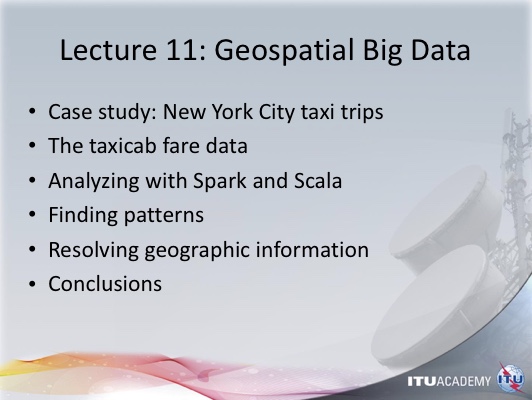 Lecture 11: Geospatial Big Data
• Case study: New York City taxi trips
• The taxicab fare data
• Analyzing with Spark and Scala
• Finding patterns
• Resolving geographic information
• Conclusions
ITUACADEMY ITU